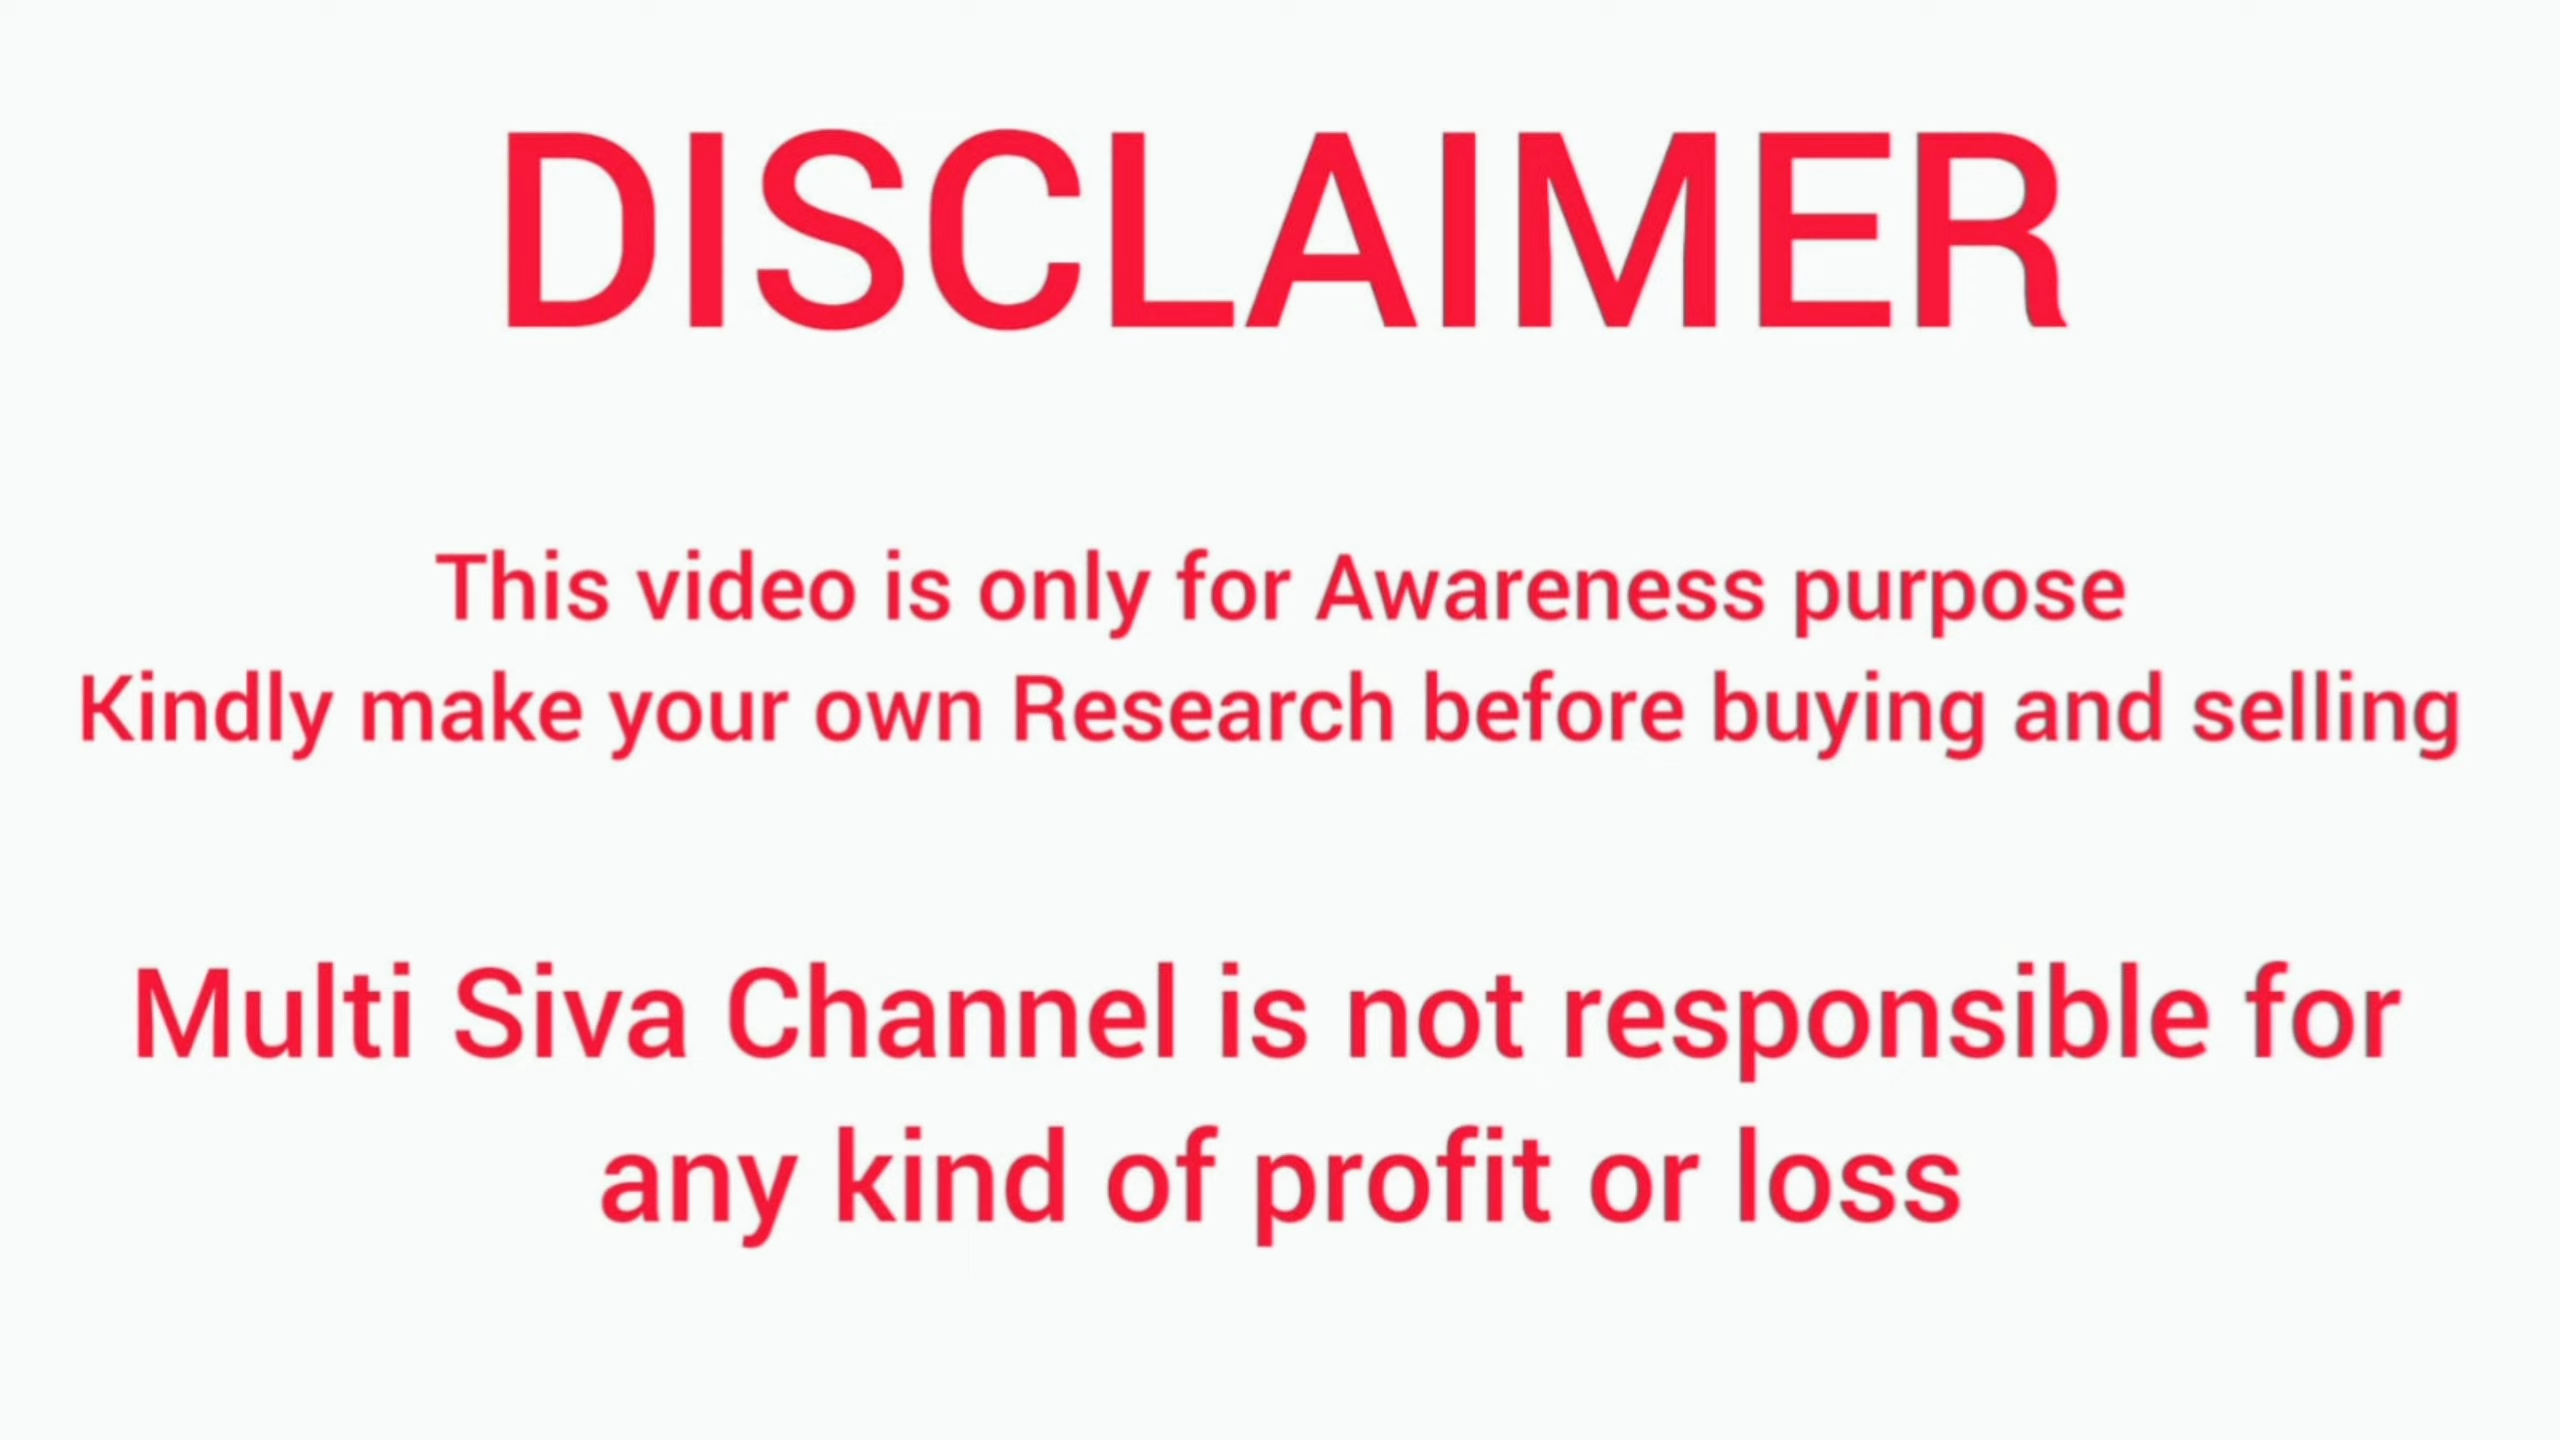 DISCLAIMER
This video is only for Awareness purpose
Kindly make your own Research before buying and selling
Multi Siva Channel is not responsible for
any kind of profit or loss